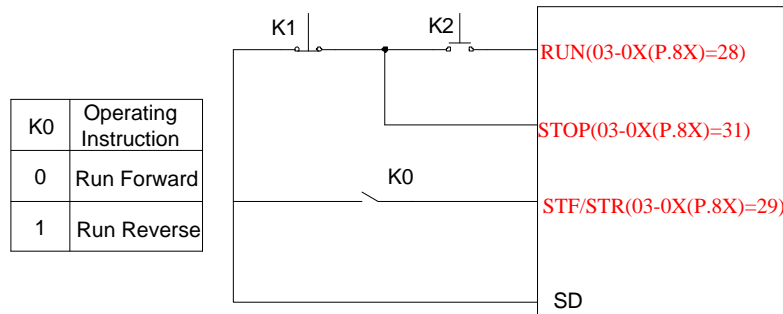 K1
K2
RUN(03-0X(P.8X)=28)
STOP(03-0X(P.8X)=31)
K0
STF/STR(03-0X(P.8X)=29)
SD
K0
Operating
Instruction
0
Run Forward
1
Run Reverse